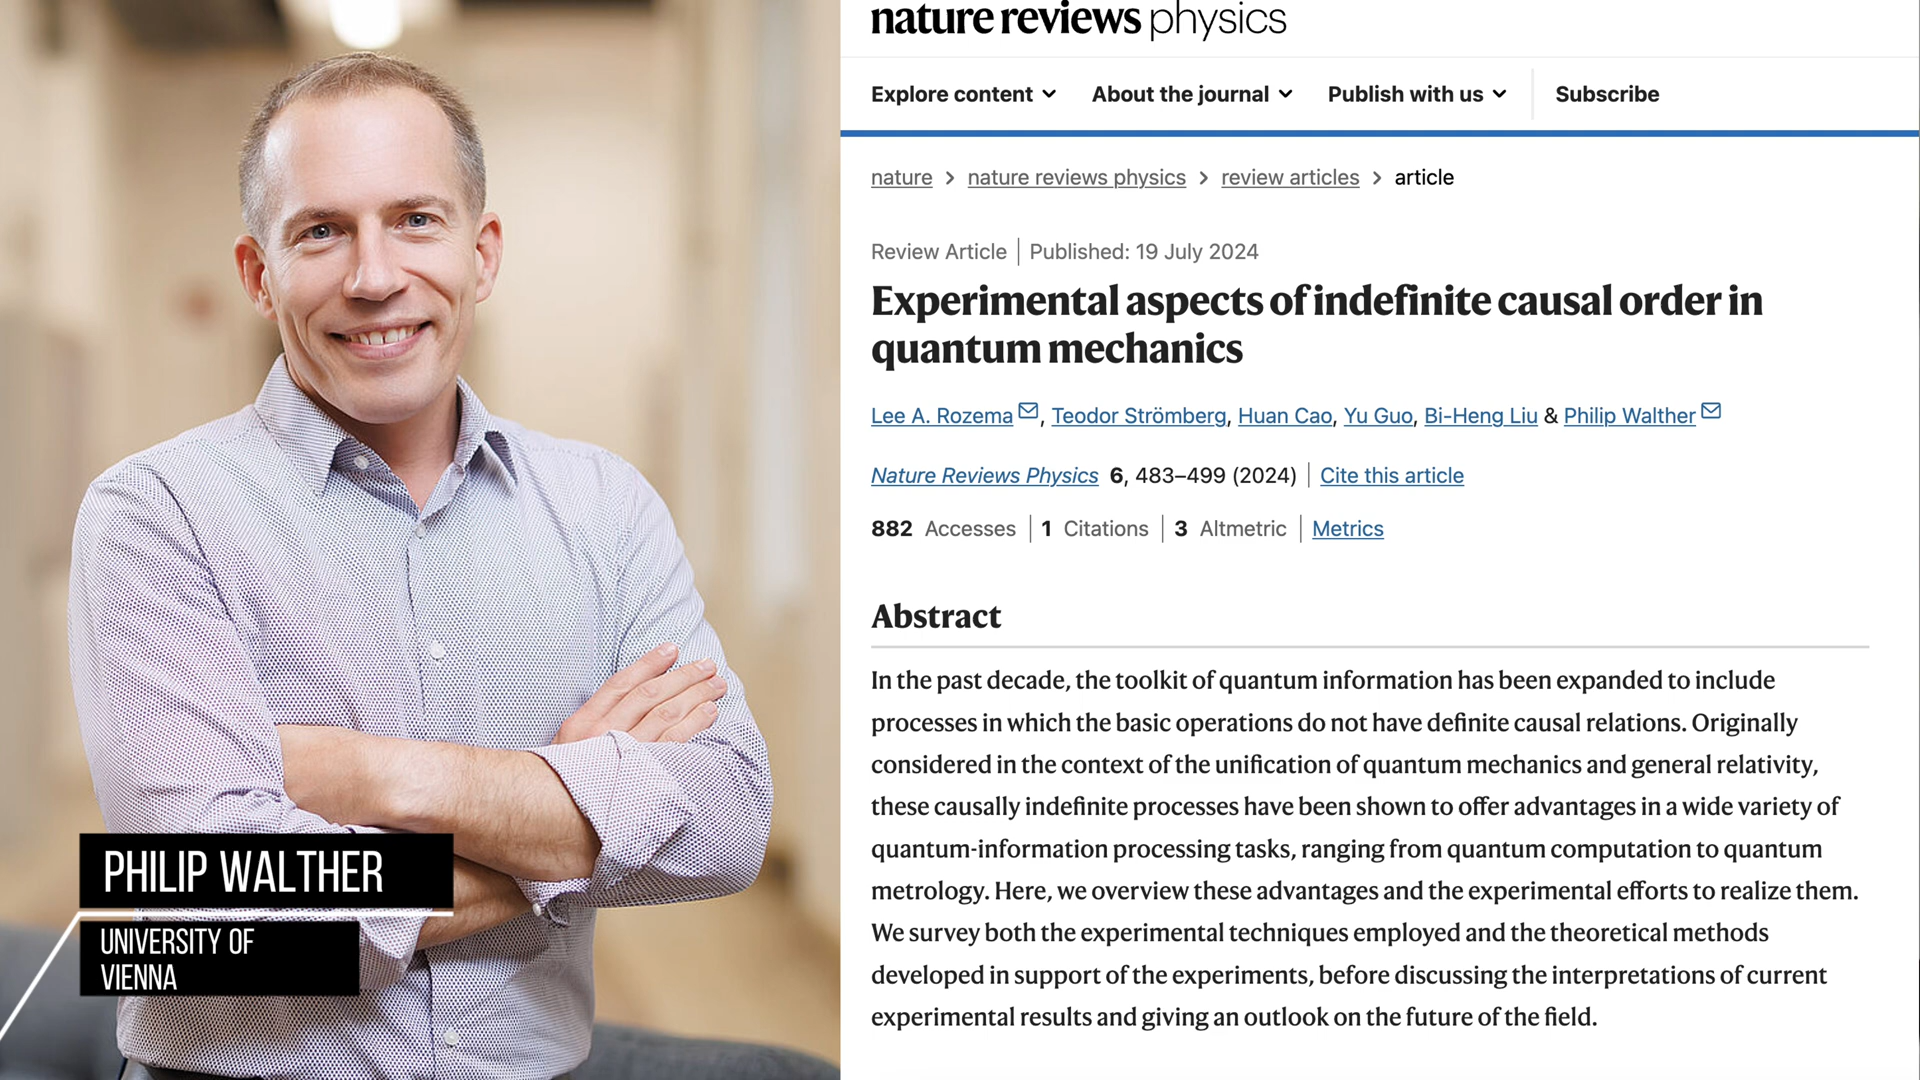 PHILIP WALTHER
UNIVERSITY OF
VIENNA
nature reviews physics
Explore content About the journal Publish with us Subscribe
nature > nature reviews physics > review articles > article
Review Article | Published: 19 July 2024
Experimental aspects of indefinite causal order in
quantum mechanics
Lee A. Rozema, Teodor Strömberg, Huan Cao, Yu Guo, Bi-Heng Liu & Philip Walther
Nature Reviews Physics 6, 483–499 (2024) | Cite this article
882 Accesses | 1 Citations | 3 Altmetric | Metrics
Abstract
In the past decade, the toolkit of quantum information has been expanded to include
processes in which the basic operations do not have definite causal relations. Originally
considered in the context of the unification of quantum mechanics and general relativity,
these causally indefinite processes have been shown to offer advantages in a wide variety of
quantum-information processing tasks, ranging from quantum computation to quantum
metrology. Here, we overview these advantages and the experimental efforts to realize them.
We survey both the experimental techniques employed and the theoretical methods
developed in support of the experiments, before discussing the interpretations of current
experimental results and giving an outlook on the future of the field.